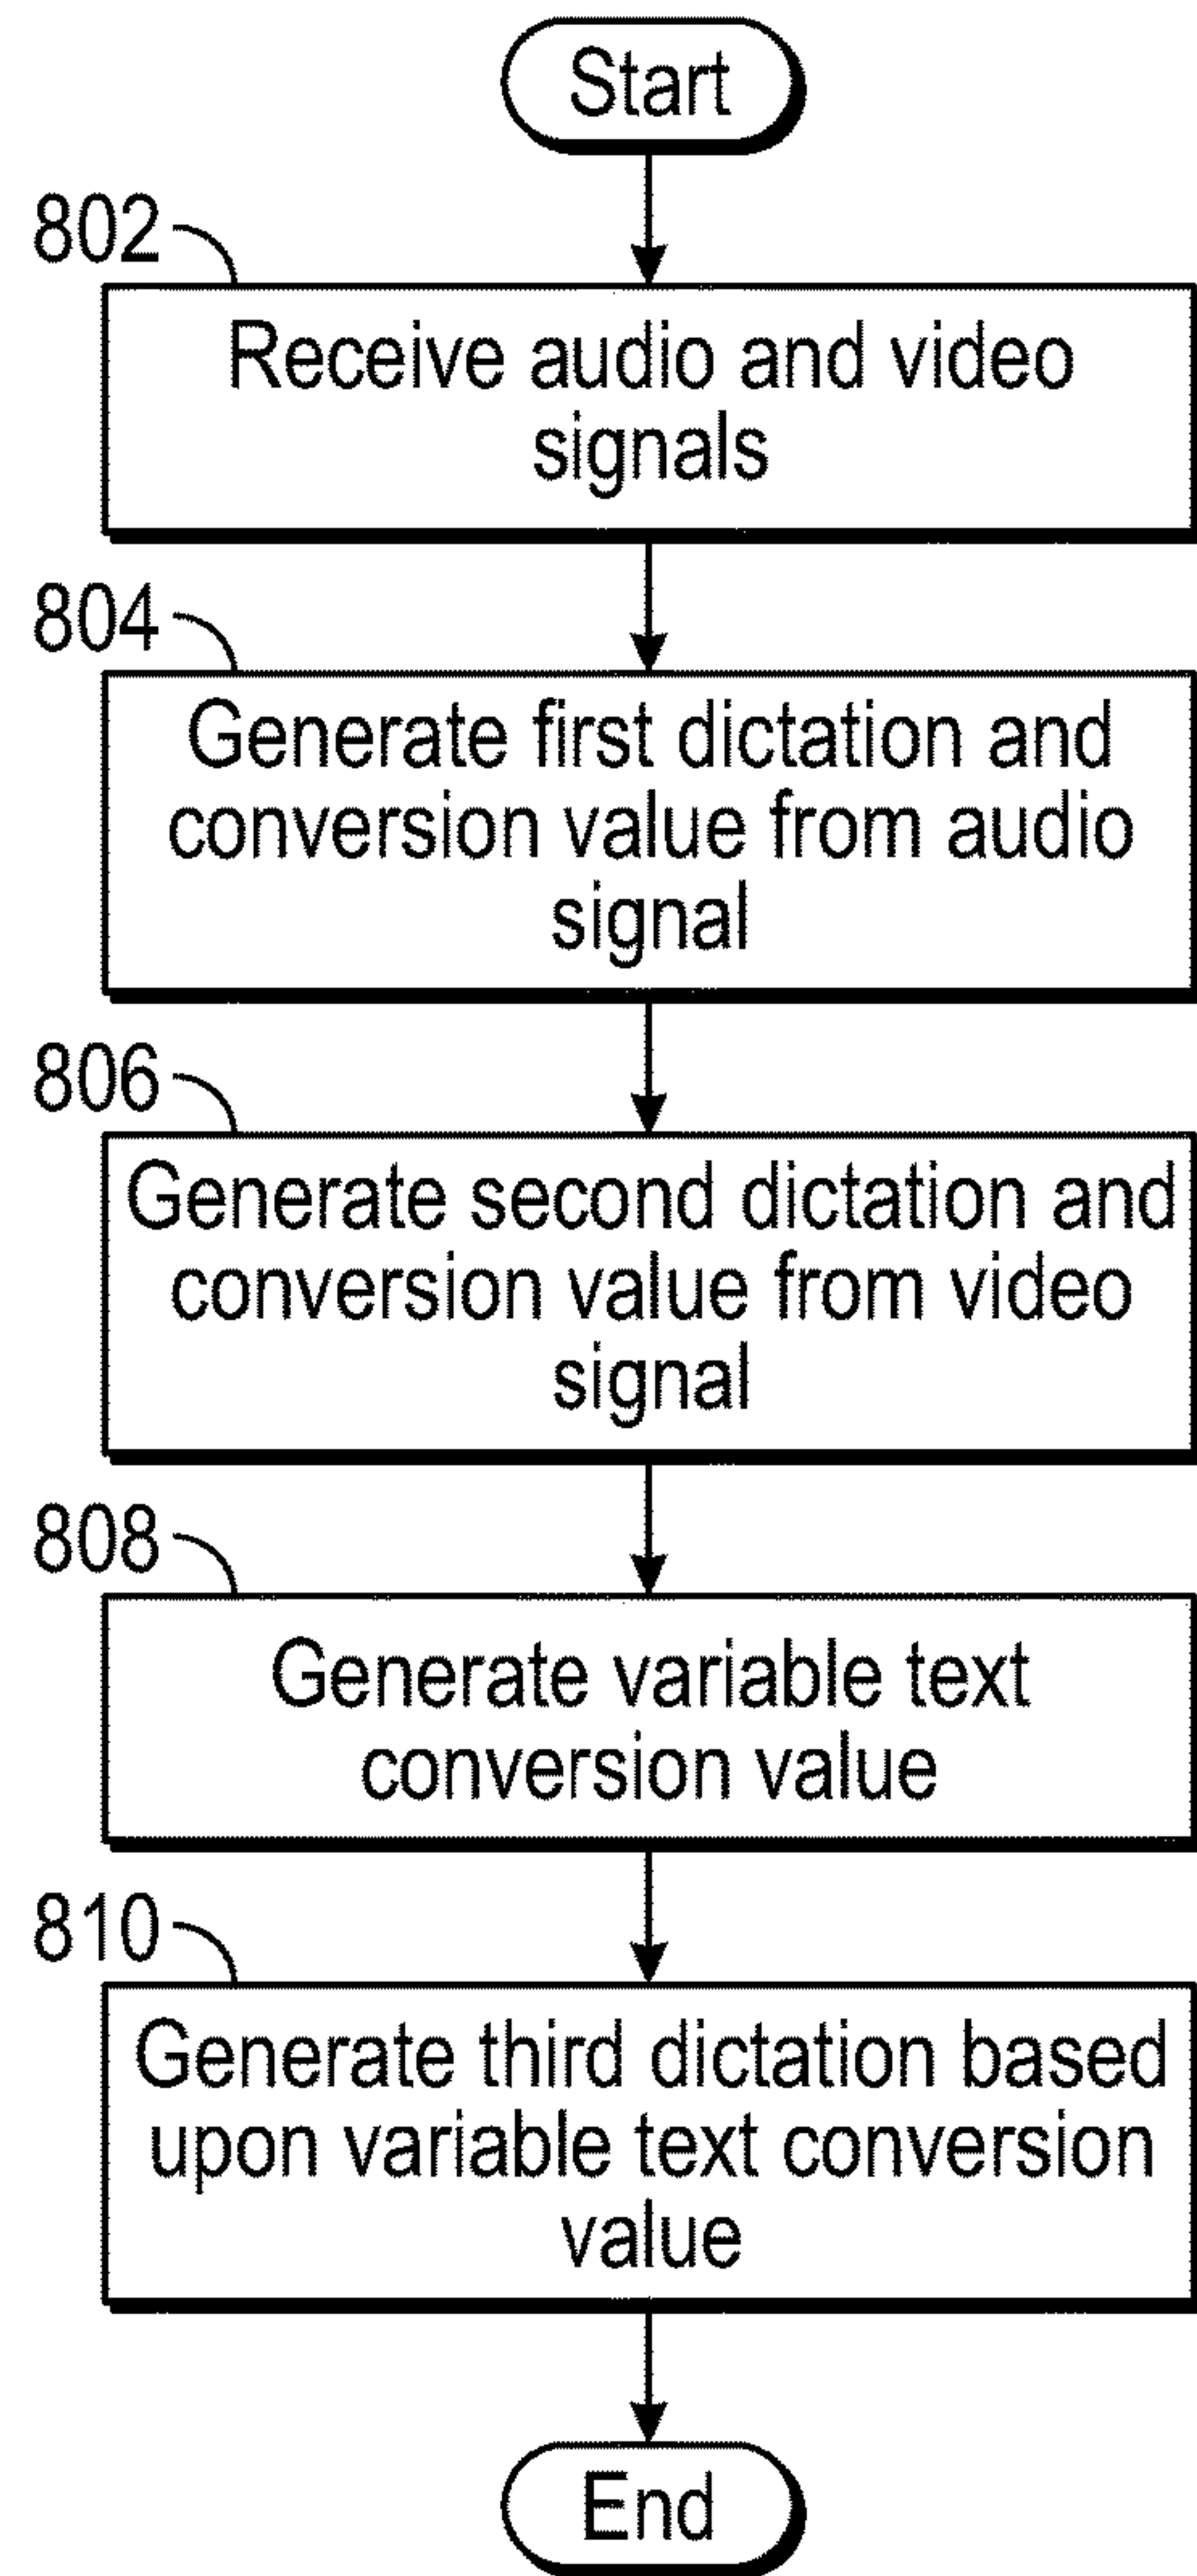 Start
802
Receive audio and video
signals
804
Generate first dictation and
conversion value from audio
signal
806
Generate second dictation and
conversion value from video
signal
808
Generate variable text
conversion value
810
Generate third dictation based
upon variable text conversion
value
End